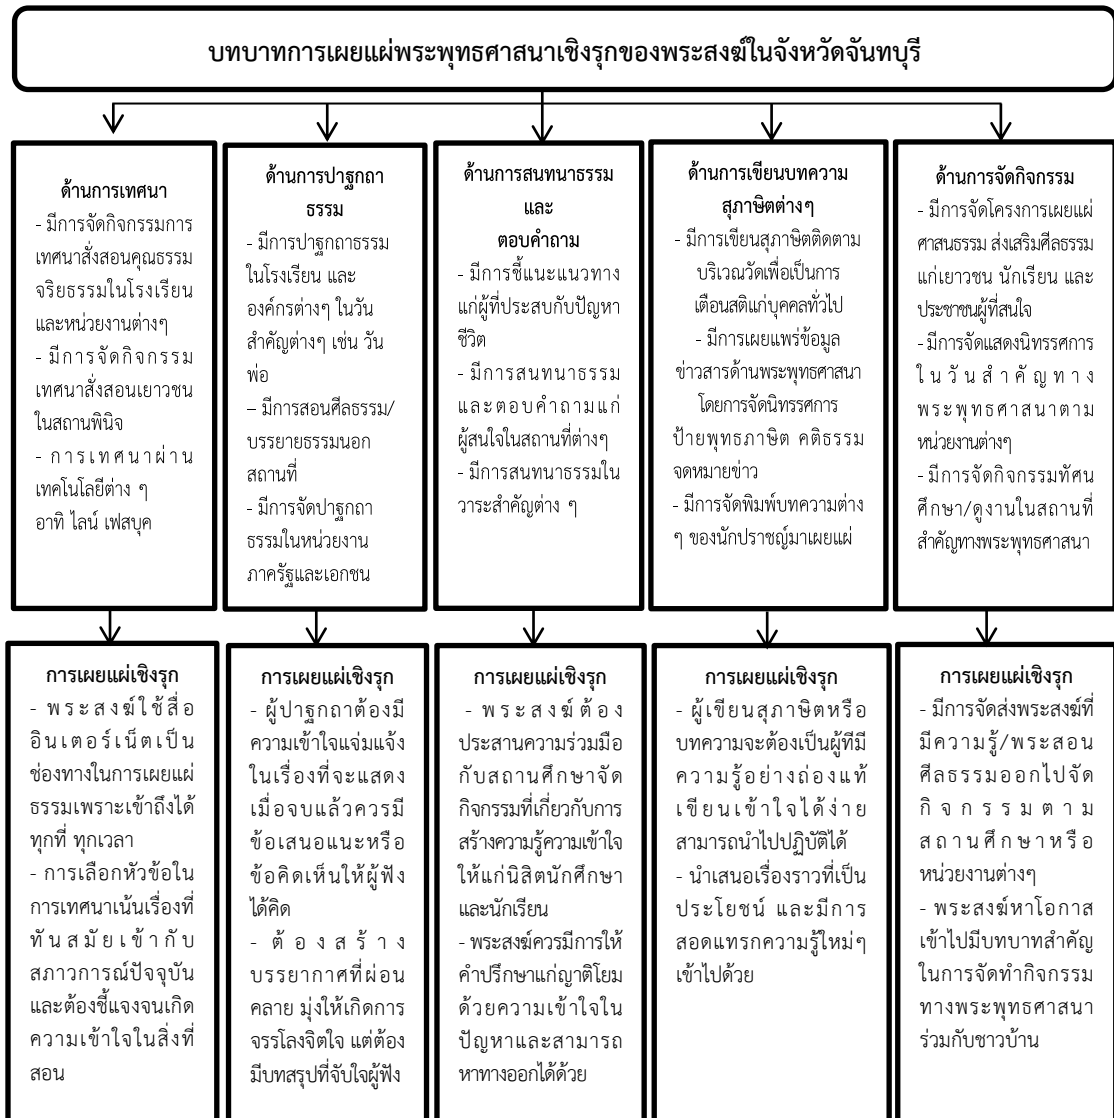 บทบาทการเผยแผ่พระพุทธศาสนาเชิงรุกของพระสงฆ์ในจังหวัดจันทบุรี
ด้านการเทศนา
- มีการจัดกิจกรรมการ
เทศนาสั่งสอนคุณธรรม
จริยธรรมในโรงเรียน
และหน่วยงานต่างๆ
- มีการจัดกิจกรรม
เทศนาสั่งสอนเยาวชน
ในสถานพินิจ
- การเทศนาผ่าน
เทคโนโลยีต่าง ๆ
อาทิ ไลน์ เฟสบุค
ด้านการปาฐกถา
ธรรม
- มีการปาฐกถาธรรม
ในโรงเรียน และ
องค์กรต่างๆ ในวัน
สำคัญต่างๆ เช่น วัน
พ่อ
– มีการสอนศีลธรรม/
บรรยายธรรมนอก
สถานที่
- มีการจัดปาฐกถา
ธรรมในหน่วยงาน
ภาครัฐและเอกชน
ด้านการสนทนาธรรม
และ
ตอบคำถาม
- มีการชี้แนะแนวทาง
แก่ผู้ที่ประสบกับปัญหา
ชีวิต
- มีการสนทนาธรรม
และตอบคำถามแก่
ผู้สนใจในสถานที่ต่างๆ
- มีการสนทนาธรรมใน
วาระสำคัญต่าง ๆ
ด้านการเขียนบทความ
สุภาษิตต่างๆ
- มีการเขียนสุภาษิตติดตาม
บริเวณวัดเพื่อเป็นการ
เตือนสติแก่บุคคลทั่วไป
- มีการเผยแพร่ข้อมูล
ข่าวสารด้านพระพุทธศาสนา
โดยการจัดนิทรรศการ
ป้ายพุทธภาษิต คติธรรม
จดหมายข่าว
- มีการจัดพิมพ์บทความต่าง
ๆ ของนักปราชญ์มาเผยแผ่
ด้านการจัดกิจกรรม
- มีการจัดโครงการเผยแผ่
ศาสนธรรม ส่งเสริมศีลธรรม
แก่เยาวชน นักเรียน และ
ประชาชนผู้ที่สนใจ
- มีการจัดแสดงนิทรรศการ
ในวันสำคัญทาง
พระพุทธศาสนาตาม
หน่วยงานต่างๆ
- มีการจัดกิจกรรมทัศน
ศึกษา/ดูงานในสถานที่
สำคัญทางพระพุทธศาสนา
การเผยแผ่เชิงรุก
- พระสงฆ์ใช้สื่อ
อินเตอร์เน็ตเป็น
ช่องทางในการเผยแผ่
ธรรมเพราะเข้าถึงได้
ทุกที่ ทุกเวลา
- การเลือกหัวข้อใน
การเทศนาเน้นเรื่องที่
ทันสมัยเข้ากับ
สภาวการณ์ปัจจุบัน
และต้องชี้แจงจนเกิด
ความเข้าใจในสิ่งที่
สอน
การเผยแผ่เชิงรุก
- ผู้ปาฐกถาต้องมี
ความเข้าใจแจ่มแจ้ง
ในเรื่องที่จะแสดง
เมื่อจบแล้วควรมี
ข้อเสนอแนะหรือ
ข้อคิดเห็นให้ผู้ฟัง
ได้คิด
- ต้องสร้าง
บรรยากาศที่ผ่อน
คลาย มุ่งให้เกิดการ
จรรโลงจิตใจ แต่ต้อง
มีบทสรุปที่จับใจผู้ฟัง
การเผยแผ่เชิงรุก
- พระสงฆ์ต้อง
ประสานความร่วมมือ
กับสถานศึกษาจัด
กิจกรรมที่เกี่ยวกับการ
สร้างความรู้ความเข้าใจ
ให้แก่นิสิตนักศึกษา
และนักเรียน
- พระสงฆ์ควรมีการให้
คำปรึกษาแก่ญาติโยม
ด้วยความเข้าใจใน
ปัญหาและสามารถ
หาทางออกได้ด้วย
การเผยแผ่เชิงรุก
- ผู้เขียนสุภาษิตหรือ
บทความจะต้องเป็นผู้ที่มี
ความรู้อย่างถ่องแท้
เขียนเข้าใจได้ง่าย
สามารถนำไปปฏิบัติได้
- นำเสนอเรื่องราวที่เป็น
ประโยชน์ และมีการ
สอดแทรกความรู้ใหม่ๆ
เข้าไปด้วย
การเผยแผ่เชิงรุก
- มีการจัดส่งพระสงฆ์ที่
มีความรู้/พระสอน
ศีลธรรมออกไปจัด
กิจกรรมตาม
สถานศึกษาหรือ
หน่วยงานต่างๆ
- พระสงฆ์หาโอกาส
เข้าไปมีบทบาทสำคัญ
ในการจัดทำกิจกรรม
ทางพระพุทธศาสนา
ร่วมกับชาวบ้าน